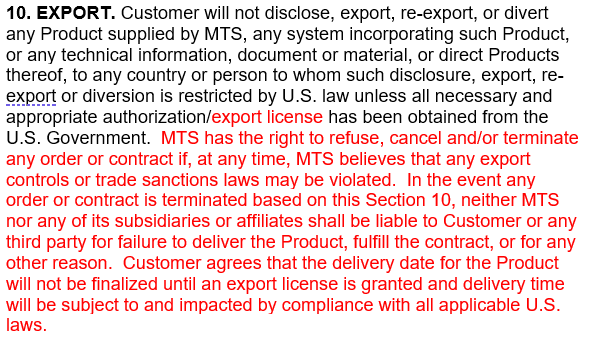 10. EXPORT. Customer will not disclose, export, re-export, or divert
any Product supplied by MTS, any system incorporating such Product,
or any technical information, document or material, or direct Products
thereof, to any country or person to whom such disclosure, export, re-
export or diversion is restricted by U.S. law unless all necessary and
appropriate authorization/export license has been obtained from the
U.S. Government.  MTS has the right to refuse, cancel and/or terminate
any order or contract if, at any time, MTS believes that any export
controls or trade sanctions laws may be violated.  In the event any
order or contract is terminated based on this Section 10, neither MTS
nor any of its subsidiaries or affiliates shall be liable to Customer or any
third party for failure to deliver the Product, fulfill the contract, or for any
other reason.  Customer agrees that the delivery date for the Product
will not be finalized until an export license is granted and delivery time
will be subject to and impacted by compliance with all applicable U.S.
laws.